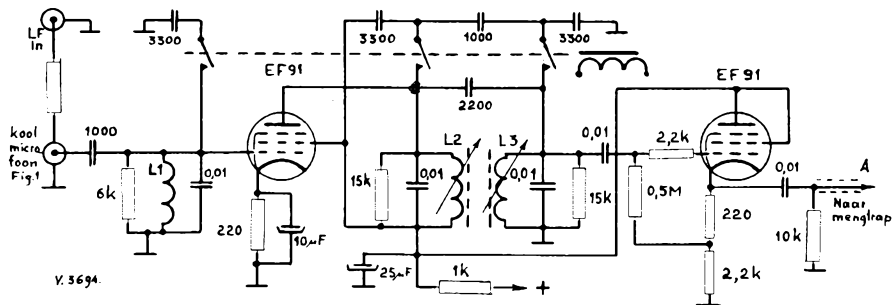 LF
In
3300
3300
1000
3300
EF91
EF91
2200
kool
micro
foon
Fig.1
1000
L1
0,01
6k
220
10µF
15k
0,01
L2
L3
0,01
0,01
15k
2,2k
0,5M
0,01
A
Naar
mengtrap
220
10k
2,2k
25µF
1k
+
V. 3694.